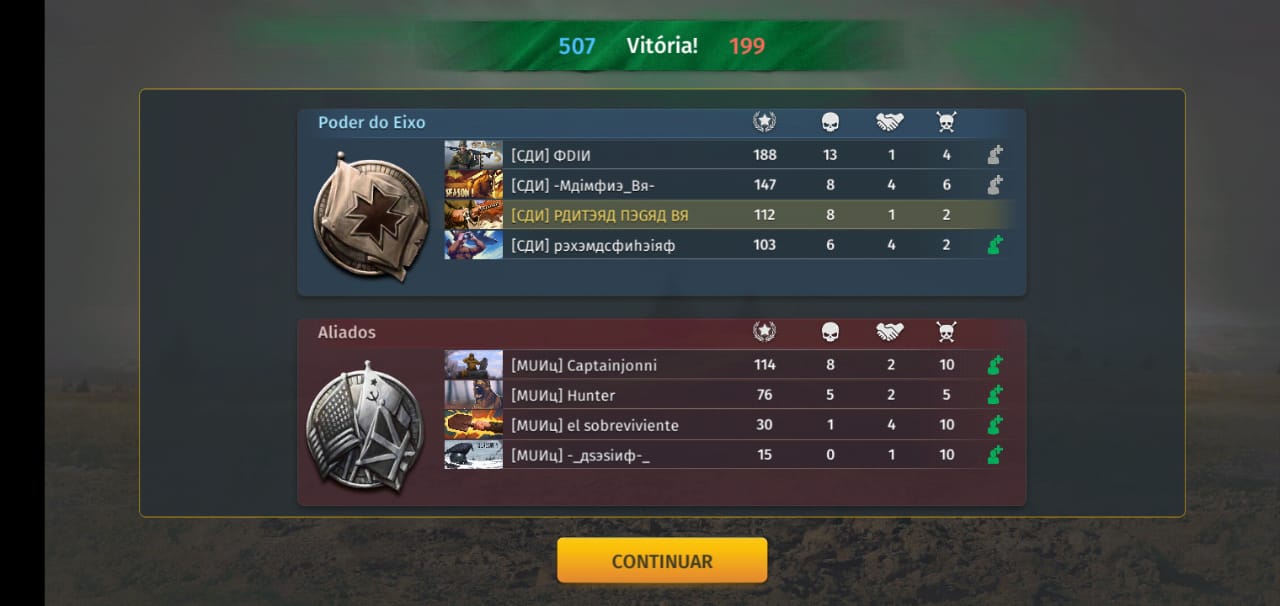 507 Vitória! 199
Poder do Eixo
[СДИ] ФDIИ 188 13 1 4
SEASON
[СДИ] -Мдімфиэ_Вя- 147 8 4 6
[СДИ] РДИТЭЯД ПЭGЯД ВЯ 112 8 1 2
[СДИ] рэхэмдсфиhэіяф 103 6 4 2
Aliados
[MUИц] Captainjonni 114 8 2 10
[MUИц] Hunter 76 5 2 5
[MUИц] el sobreviviente 30 1 4 10
[MUИц] -_дsэsіиф-_ 15 0 1 10
CONTINUAR